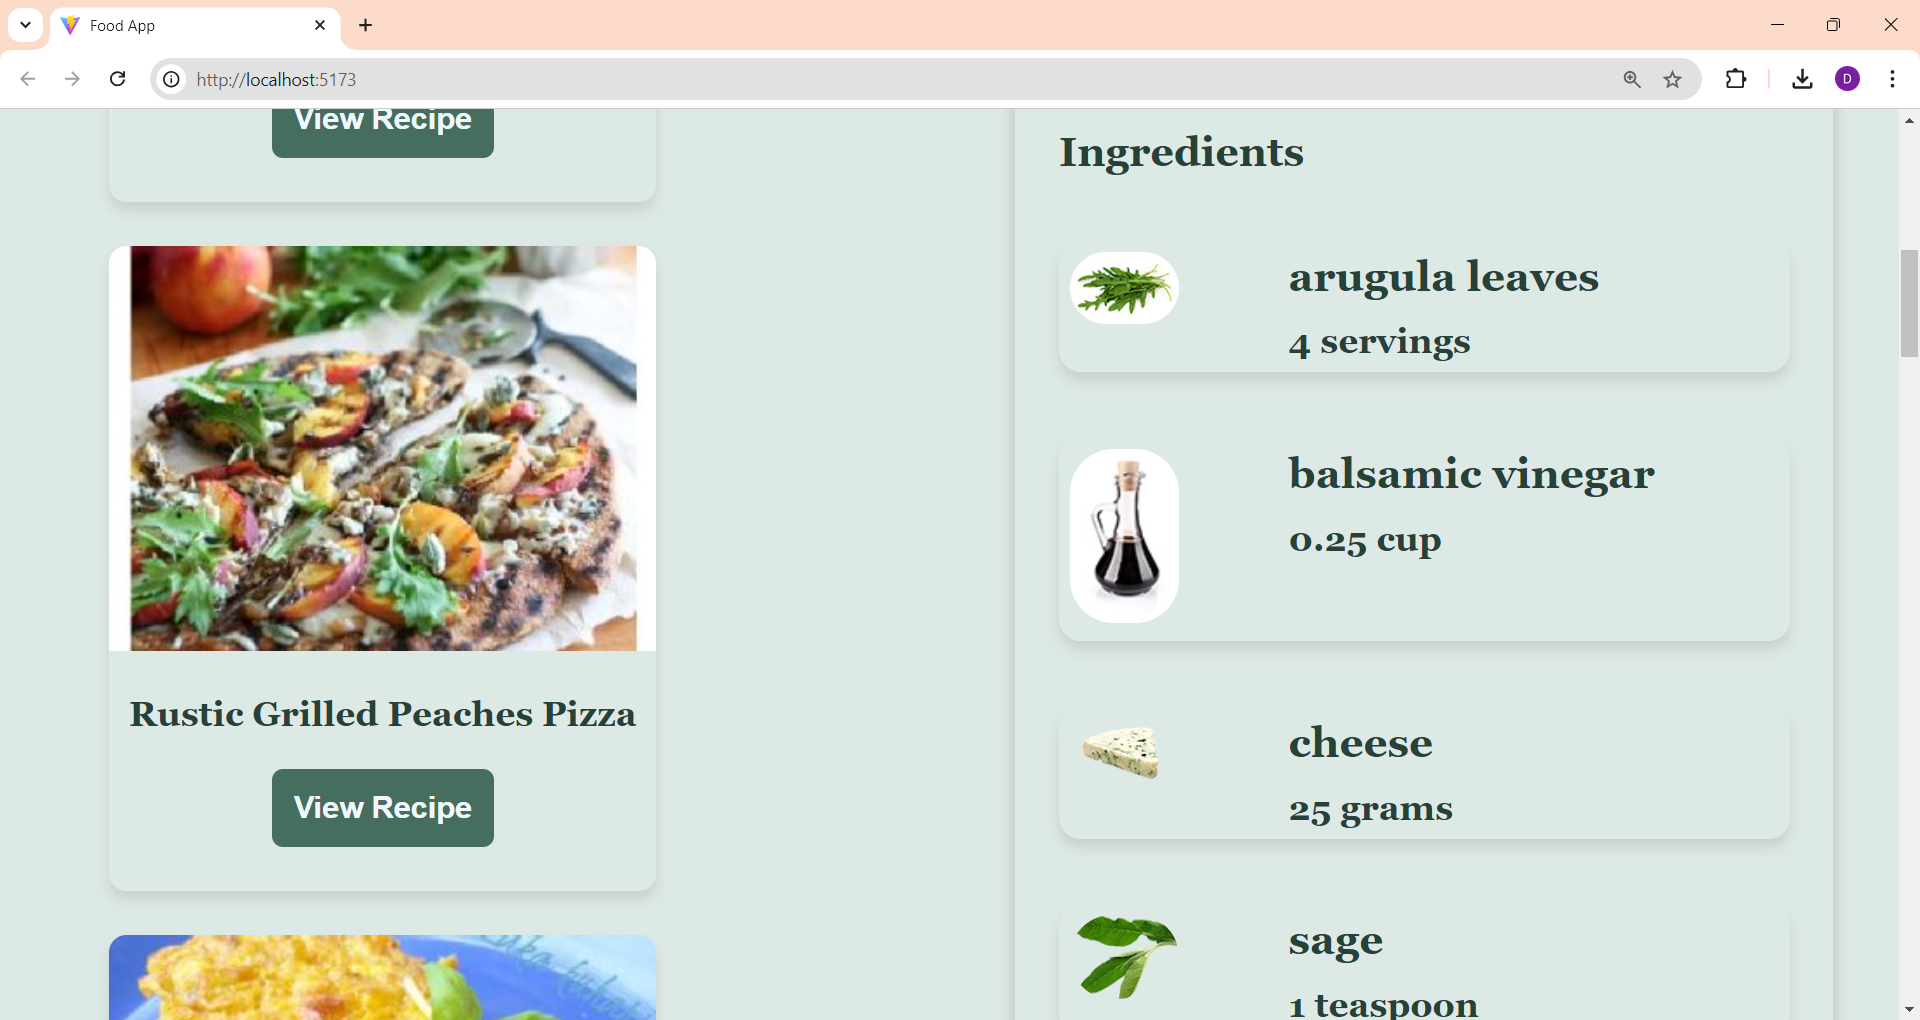 Food App
http://localhost:5173
D
View Recipe
Rustic Grilled Peaches Pizza
View Recipe
Ingredients
arugula leaves
4 servings
balsamic vinegar
0.25 cup
cheese
25 grams
sage
1 teaspoon